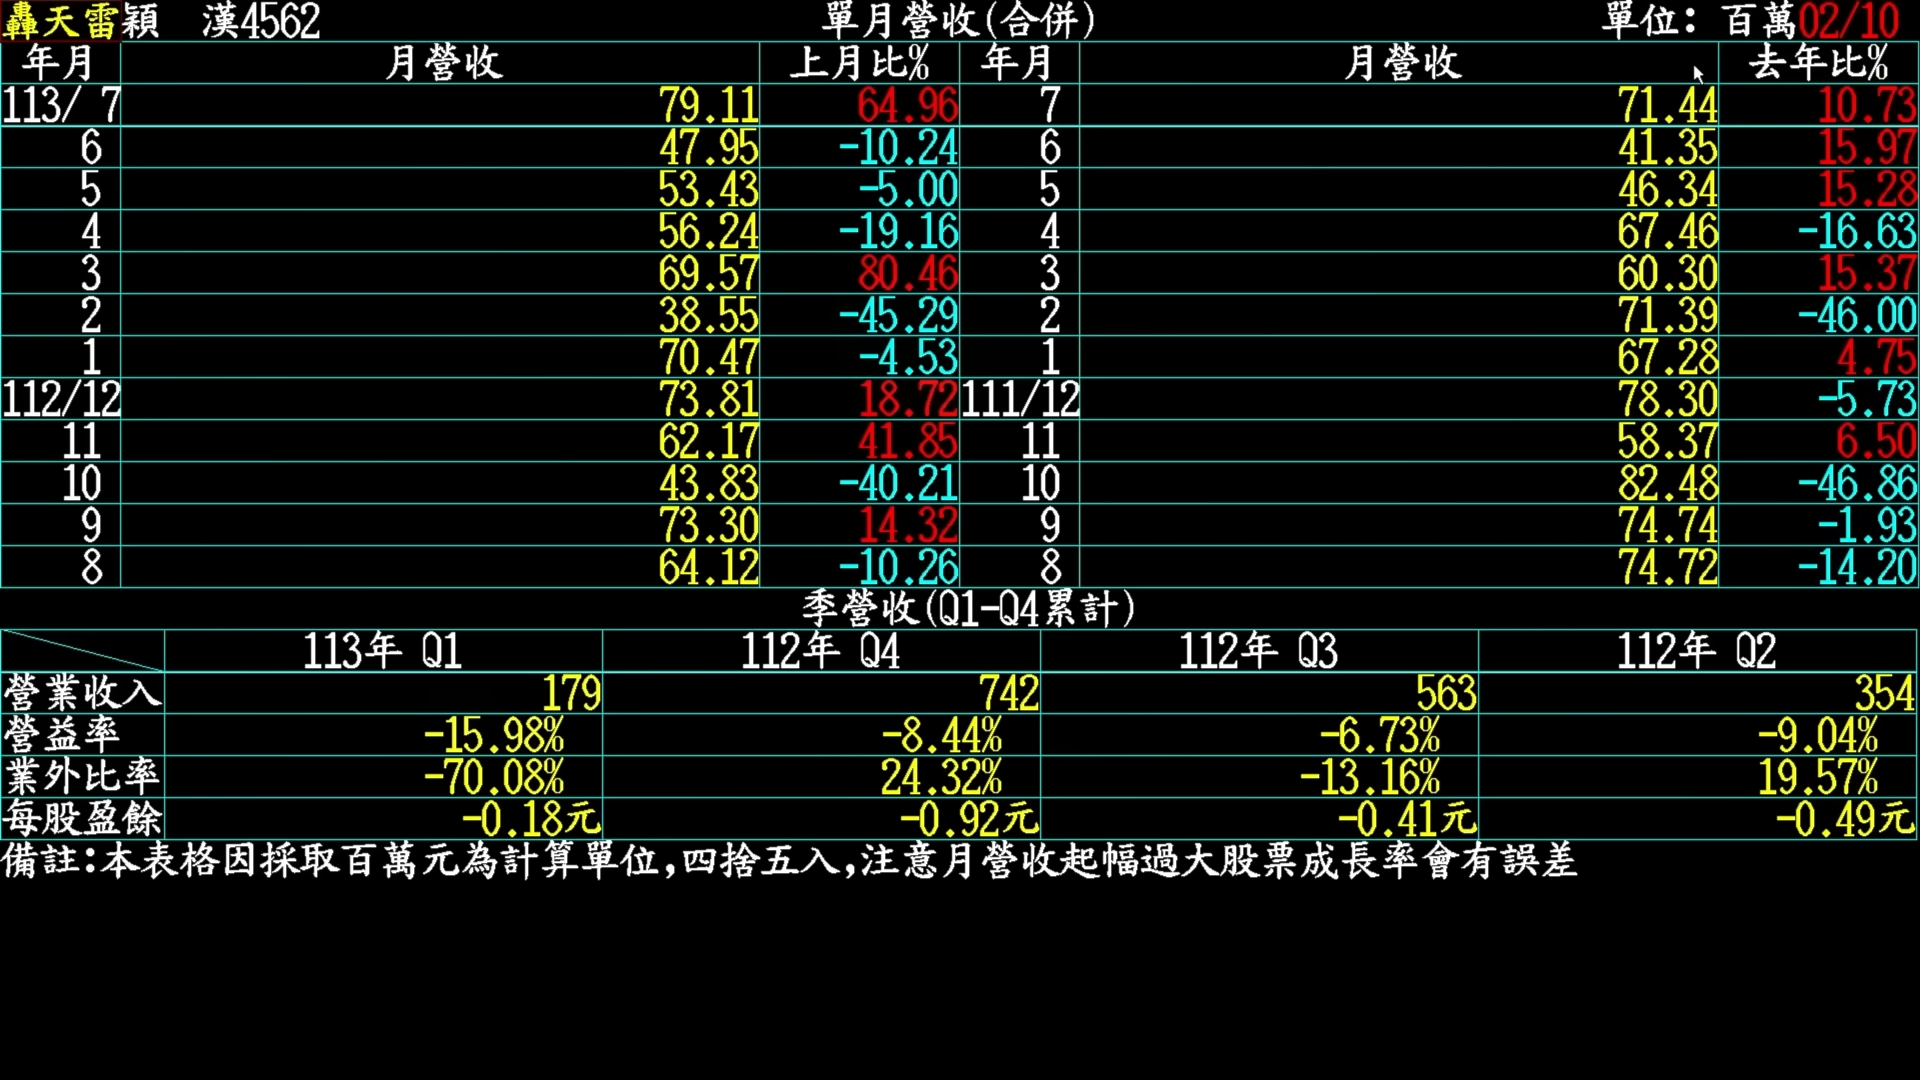 轟天雷穎 漢4562 單月營收(合併) 單位: 百萬02/10
年月 月營收 上月比% 年月 月營收 去年比%
113/ 7 79.11 64.96 7 71.44 10.73
6 47.95 -10.24 6 41.35 15.97
5 53.43 -5.00 5 46.34 15.28
4 56.24 -19.16 4 67.46 -16.63
3 69.57 80.46 3 60.30 15.37
2 38.55 -45.29 2 71.39 -46.00
1 70.47 -4.53 1 67.28 4.75
112/12 73.81 18.72 111/12 78.30 -5.73
11 62.17 41.85 11 58.37 6.50
10 43.83 -40.21 10 82.48 -46.86
9 73.30 14.32 9 74.74 -1.93
8 64.12 -10.26 8 74.72 -14.20
季營收(Q1-Q4累計)
113年 Q1 112年 Q4 112年 Q3 112年 Q2
營業收入 179 742 563 354
營益率 -15.98% -8.44% -6.73% -9.04%
業外比率 -70.08% 24.32% -13.16% 19.57%
每股盈餘 -0.18元 -0.92元 -0.41元 -0.49元
備註:本表格因採取百萬元為計算單位,四捨五入,注意月營收起幅過大股票成長率會有誤差